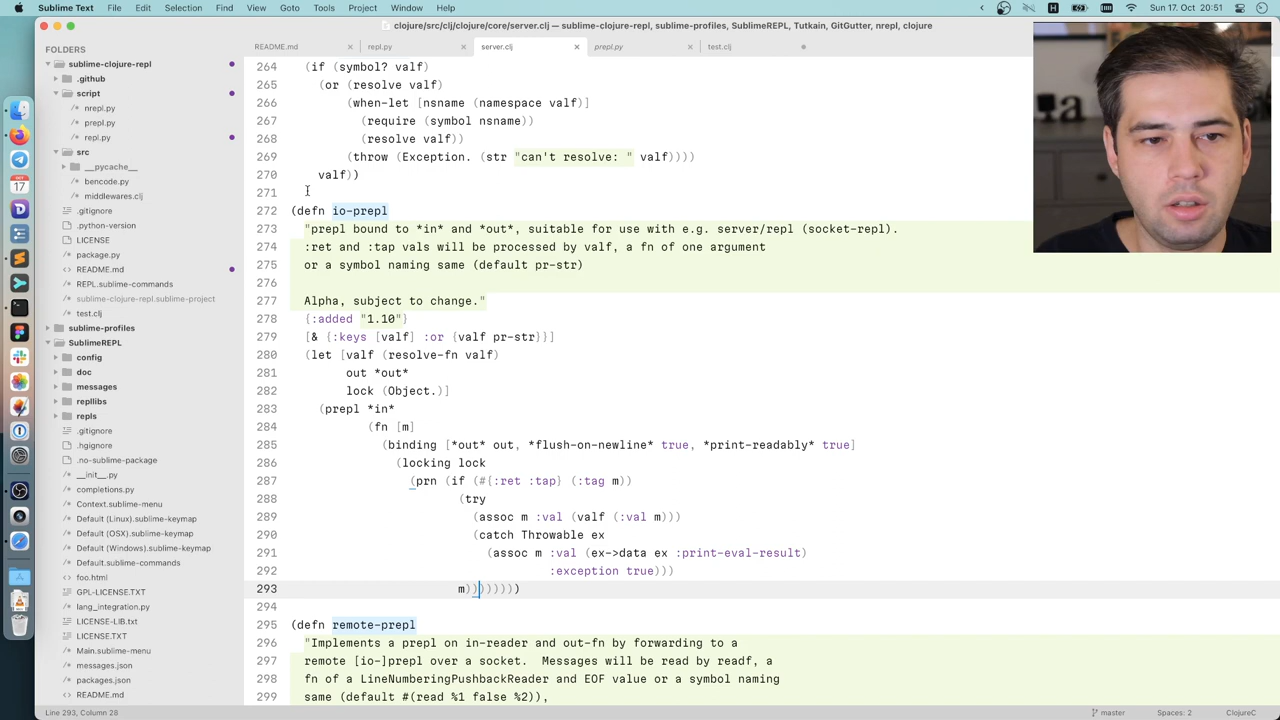 Sublime Text File Edit Selection Find View Goto Tools Project Window Help Sun 17 Oct 20:51
clojure/src/clj/clojure/core/server.clj — sublime-clojure-repl, sublime-profiles, SublimeREPL, Tutkain, GitGutter, nrepl, clojure
README.md repl.py server.clj prepl.py test.clj
FOLDERS
sublime-clojure-repl
.github
script
nrepl.py
prepl.py
repl.py
src
__pycache__
bencode.py
middlewares.clj
.gitignore
.python-version
LICENSE
package.py
README.md
REPL.sublime-commands
sublime-clojure-repl.sublime-project
test.clj
sublime-profiles
SublimeREPL
config
doc
messages
repllibs
repls
.gitignore
.hgignore
.no-sublime-package
__init__.py
completions.py
Context.sublime-menu
Default (Linux).sublime-keymap
Default (OSX).sublime-keymap
Default (Windows).sublime-keymap
Default.sublime-commands
foo.html
GPL-LICENSE.TXT
lang_integration.py
LICENSE-LIB.txt
LICENSE.TXT
Main.sublime-menu
messages.json
packages.json
README.md
264 (if (symbol? valf)
265 (or (resolve valf)
266 (when-let [nsname (namespace valf)]
267 (require (symbol nsname))
268 (resolve valf))
269 (throw (Exception. (str "can't resolve: " valf))))
270 valf))
271
272 (defn io-prepl
273 "prepl bound to *in* and *out*, suitable for use with e.g. server/repl (socket-repl).
274 :ret and :tap vals will be processed by valf, a fn of one argument
275 or a symbol naming same (default pr-str)
276
277 Alpha, subject to change."
278 {:added "1.10"}
279 [& {:keys [valf] :or {valf pr-str}}]
280 (let [valf (resolve-fn valf)
281 out *out*
282 lock (Object.)]
283 (prepl *in*
284 (fn [m]
285 (binding [*out* out, *flush-on-newline* true, *print-readably* true]
286 (locking lock
287 (prn (if (#{:ret :tap} (:tag m))
288 (try
289 (assoc m :val (valf (:val m)))
290 (catch Throwable ex
291 (assoc m :val (ex->data ex :print-eval-result)
292 :exception true)))
293 m))))))))
294
295 (defn remote-prepl
296 "Implements a prepl on in-reader and out-fn by forwarding to a
297 remote [io-]prepl over a socket. Messages will be read by readf, a
298 fn of a LineNumberingPushbackReader and EOF value or a symbol naming
299 same (default #(read %1 false %2)),
Line 293, Column 28 master Spaces: 2 ClojureC